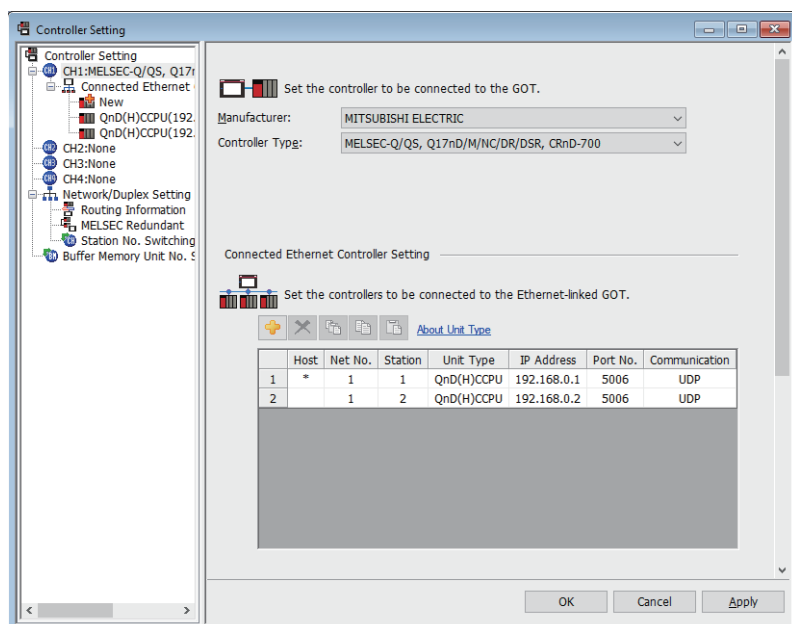 Controller Setting
Controller Setting
CH1:MELSEC-Q/QS, Q17n
Connected Ethernet
New
QnD(H)CCPU(192.
QnD(H)CCPU(192.
CH2:None
CH3:None
CH4:None
Network/Duplex Setting
Routing Information
MELSEC Redundant
Station No. Switching
Buffer Memory Unit No. S
Set the controller to be connected to the GOT.
Manufacturer: MITSUBISHI ELECTRIC
Controller Type: MELSEC-Q/QS, Q17nD/M/NC/DR/DSR, CRnD-700
Connected Ethernet Controller Setting
Set the controllers to be connected to the Ethernet-linked GOT.
About Unit Type
Host Net No. Station Unit Type IP Address Port No. Communication
1 * 1 1 QnD(H)CCPU 192.168.0.1 5006 UDP
2 1 2 QnD(H)CCPU 192.168.0.2 5006 UDP
OK Cancel Apply